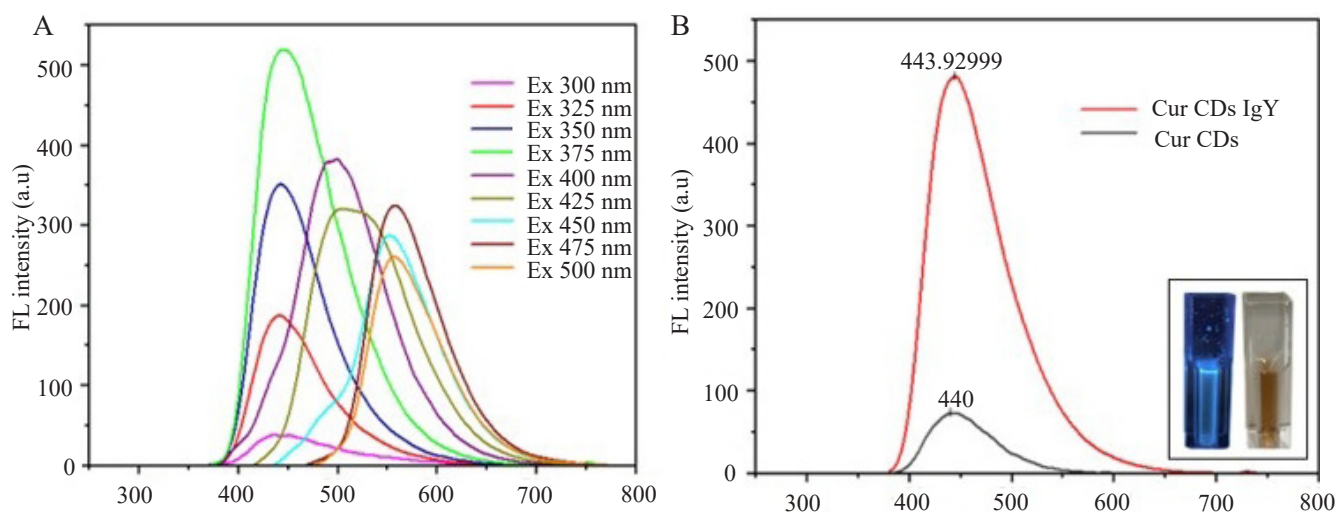 A
500
400
300
200
100
0
FL intensity (a.u)
Ex 300 nm
Ex 325 nm
Ex 350 nm
Ex 375 nm
Ex 400 nm
Ex 425 nm
Ex 450 nm
Ex 475 nm
Ex 500 nm
300 400 500 600 700 800
B
500
400
300
200
100
0
FL intensity (a.u)
443.92999
440
Cur CDs IgY
Cur CDs
300 400 500 600 700 800